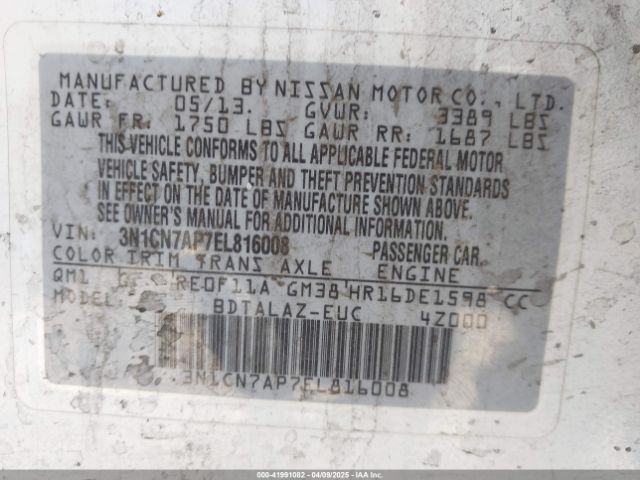 MANUFACTURED BY NISSAN MOTOR CO., LTD.
DATE: 05/13. GVWR: 3389 LBS
GAWR FR: 1750 LBS GAWR RR: 1687 LBS
THIS VEHICLE CONFORMS TO ALL APPLICABLE FEDERAL MOTOR
VEHICLE SAFETY, BUMPER AND THEFT PREVENTION STANDARDS
IN EFFECT ON THE DATE OF MANUFACTURE SHOWN ABOVE.
SEE OWNER'S MANUAL FOR ADDITIONAL INFORMATION.
VIN: 3N1CN7AP7EL816008 PASSENGER CAR.
COLOR TRIM TRANS AXLE ENGINE
QM1 RE0F11A GM38 HR16DE1598 CC
MODEL BDTALAZ-EUC 4Z000
3N1CN7AP7EL816008
000-41991082 | 04/09/2025 | IAA Inc.